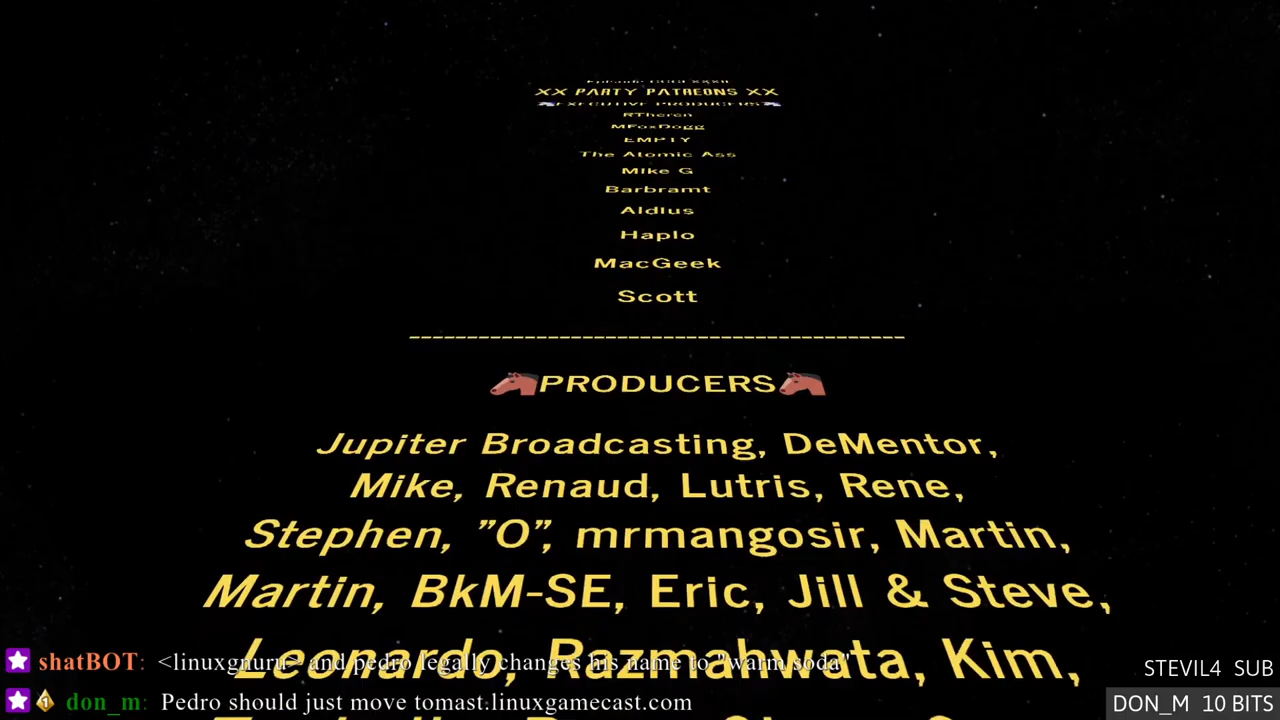 XX PARTY PATREONS XX
EXECUTIVE PRODUCERS
RTheren
MFoxDogg
EMPTY
The Atomic Ass
Mike G
Barbramt
Aldius
Haplo
MacGeek
Scott
-------------------------------------------
PRODUCERS
Jupiter Broadcasting, DeMentor,
Mike, Renaud, Lutris, Rene,
Stephen, "O", mrmangosir, Martin,
Martin, BkM-SE, Eric, Jill & Steve,
Leonardo, Razmahwata, Kim,
shatBOT: <linuxgnuru> and pedro legally changes his name to "warm soda"
STEVIL4 SUB
don_m: Pedro should just move tomast.linuxgamecast.com
DON_M 10 BITS